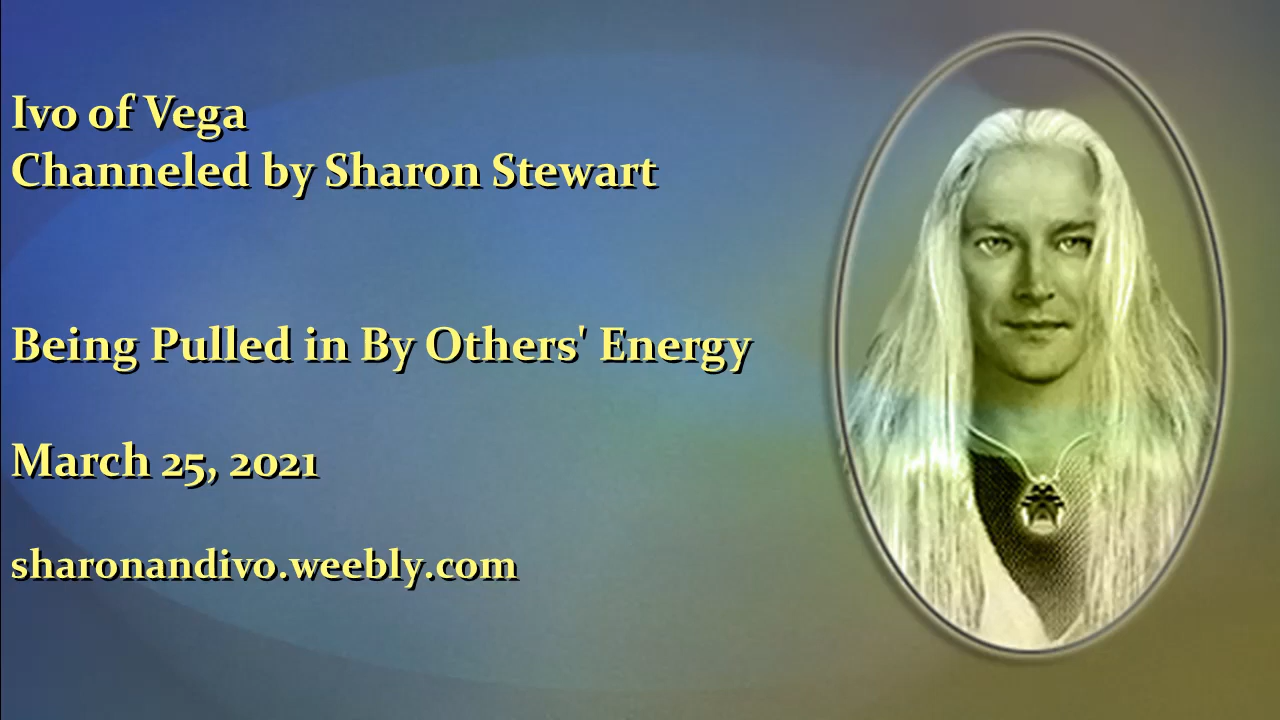 Ivo of Vega
Channeled by Sharon Stewart
Being Pulled in By Others' Energy
March 25, 2021
sharonandivo.weebly.com